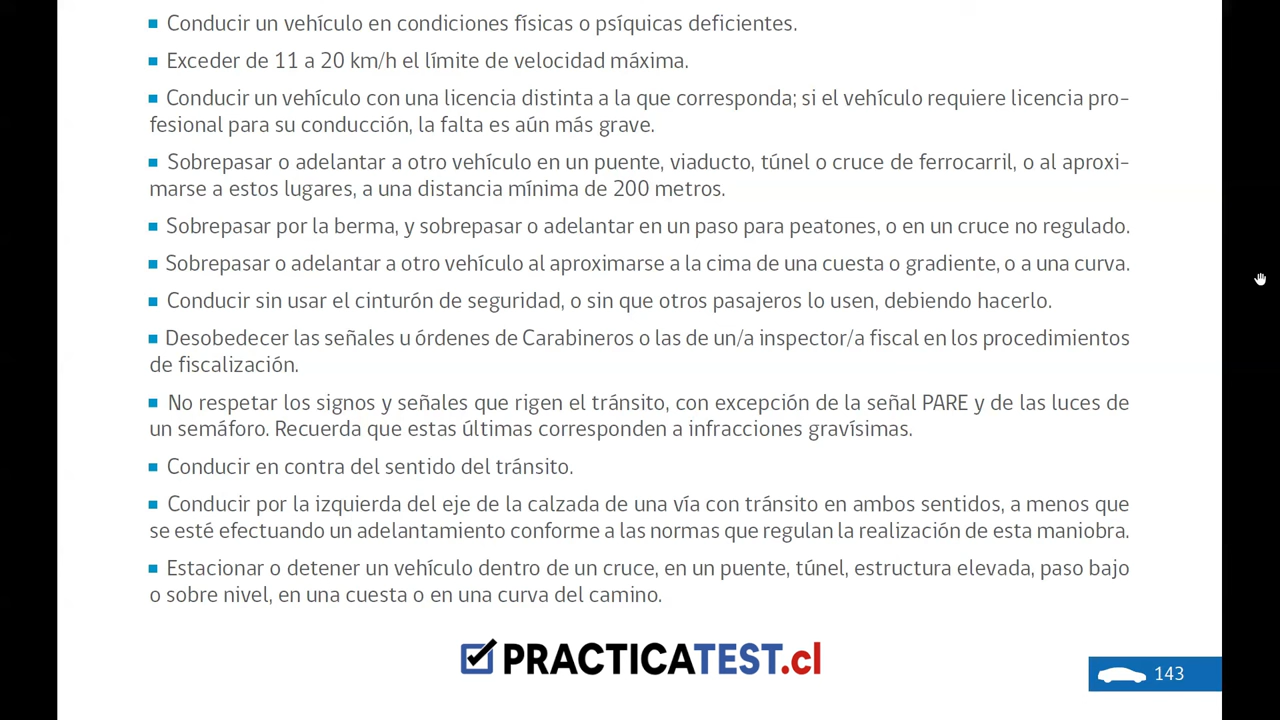 ▪ Conducir un vehículo en condiciones físicas o psíquicas deficientes.
▪ Exceder de 11 a 20 km/h el límite de velocidad máxima.
▪ Conducir un vehículo con una licencia distinta a la que corresponda; si el vehículo requiere licencia pro-
fesional para su conducción, la falta es aún más grave.
▪ Sobrepasar o adelantar a otro vehículo en un puente, viaducto, túnel o cruce de ferrocarril, o al aproxi-
marse a estos lugares, a una distancia mínima de 200 metros.
▪ Sobrepasar por la berma, y sobrepasar o adelantar en un paso para peatones, o en un cruce no regulado.
▪ Sobrepasar o adelantar a otro vehículo al aproximarse a la cima de una cuesta o gradiente, o a una curva.
▪ Conducir sin usar el cinturón de seguridad, o sin que otros pasajeros lo usen, debiendo hacerlo.
▪ Desobedecer las señales u órdenes de Carabineros o las de un/a inspector/a fiscal en los procedimientos
de fiscalización.
▪ No respetar los signos y señales que rigen el tránsito, con excepción de la señal PARE y de las luces de
un semáforo. Recuerda que estas últimas corresponden a infracciones gravísimas.
▪ Conducir en contra del sentido del tránsito.
▪ Conducir por la izquierda del eje de la calzada de una vía con tránsito en ambos sentidos, a menos que
se esté efectuando un adelantamiento conforme a las normas que regulan la realización de esta maniobra.
▪ Estacionar o detener un vehículo dentro de un cruce, en un puente, túnel, estructura elevada, paso bajo
o sobre nivel, en una cuesta o en una curva del camino.
PRACTICATEST.cl
143